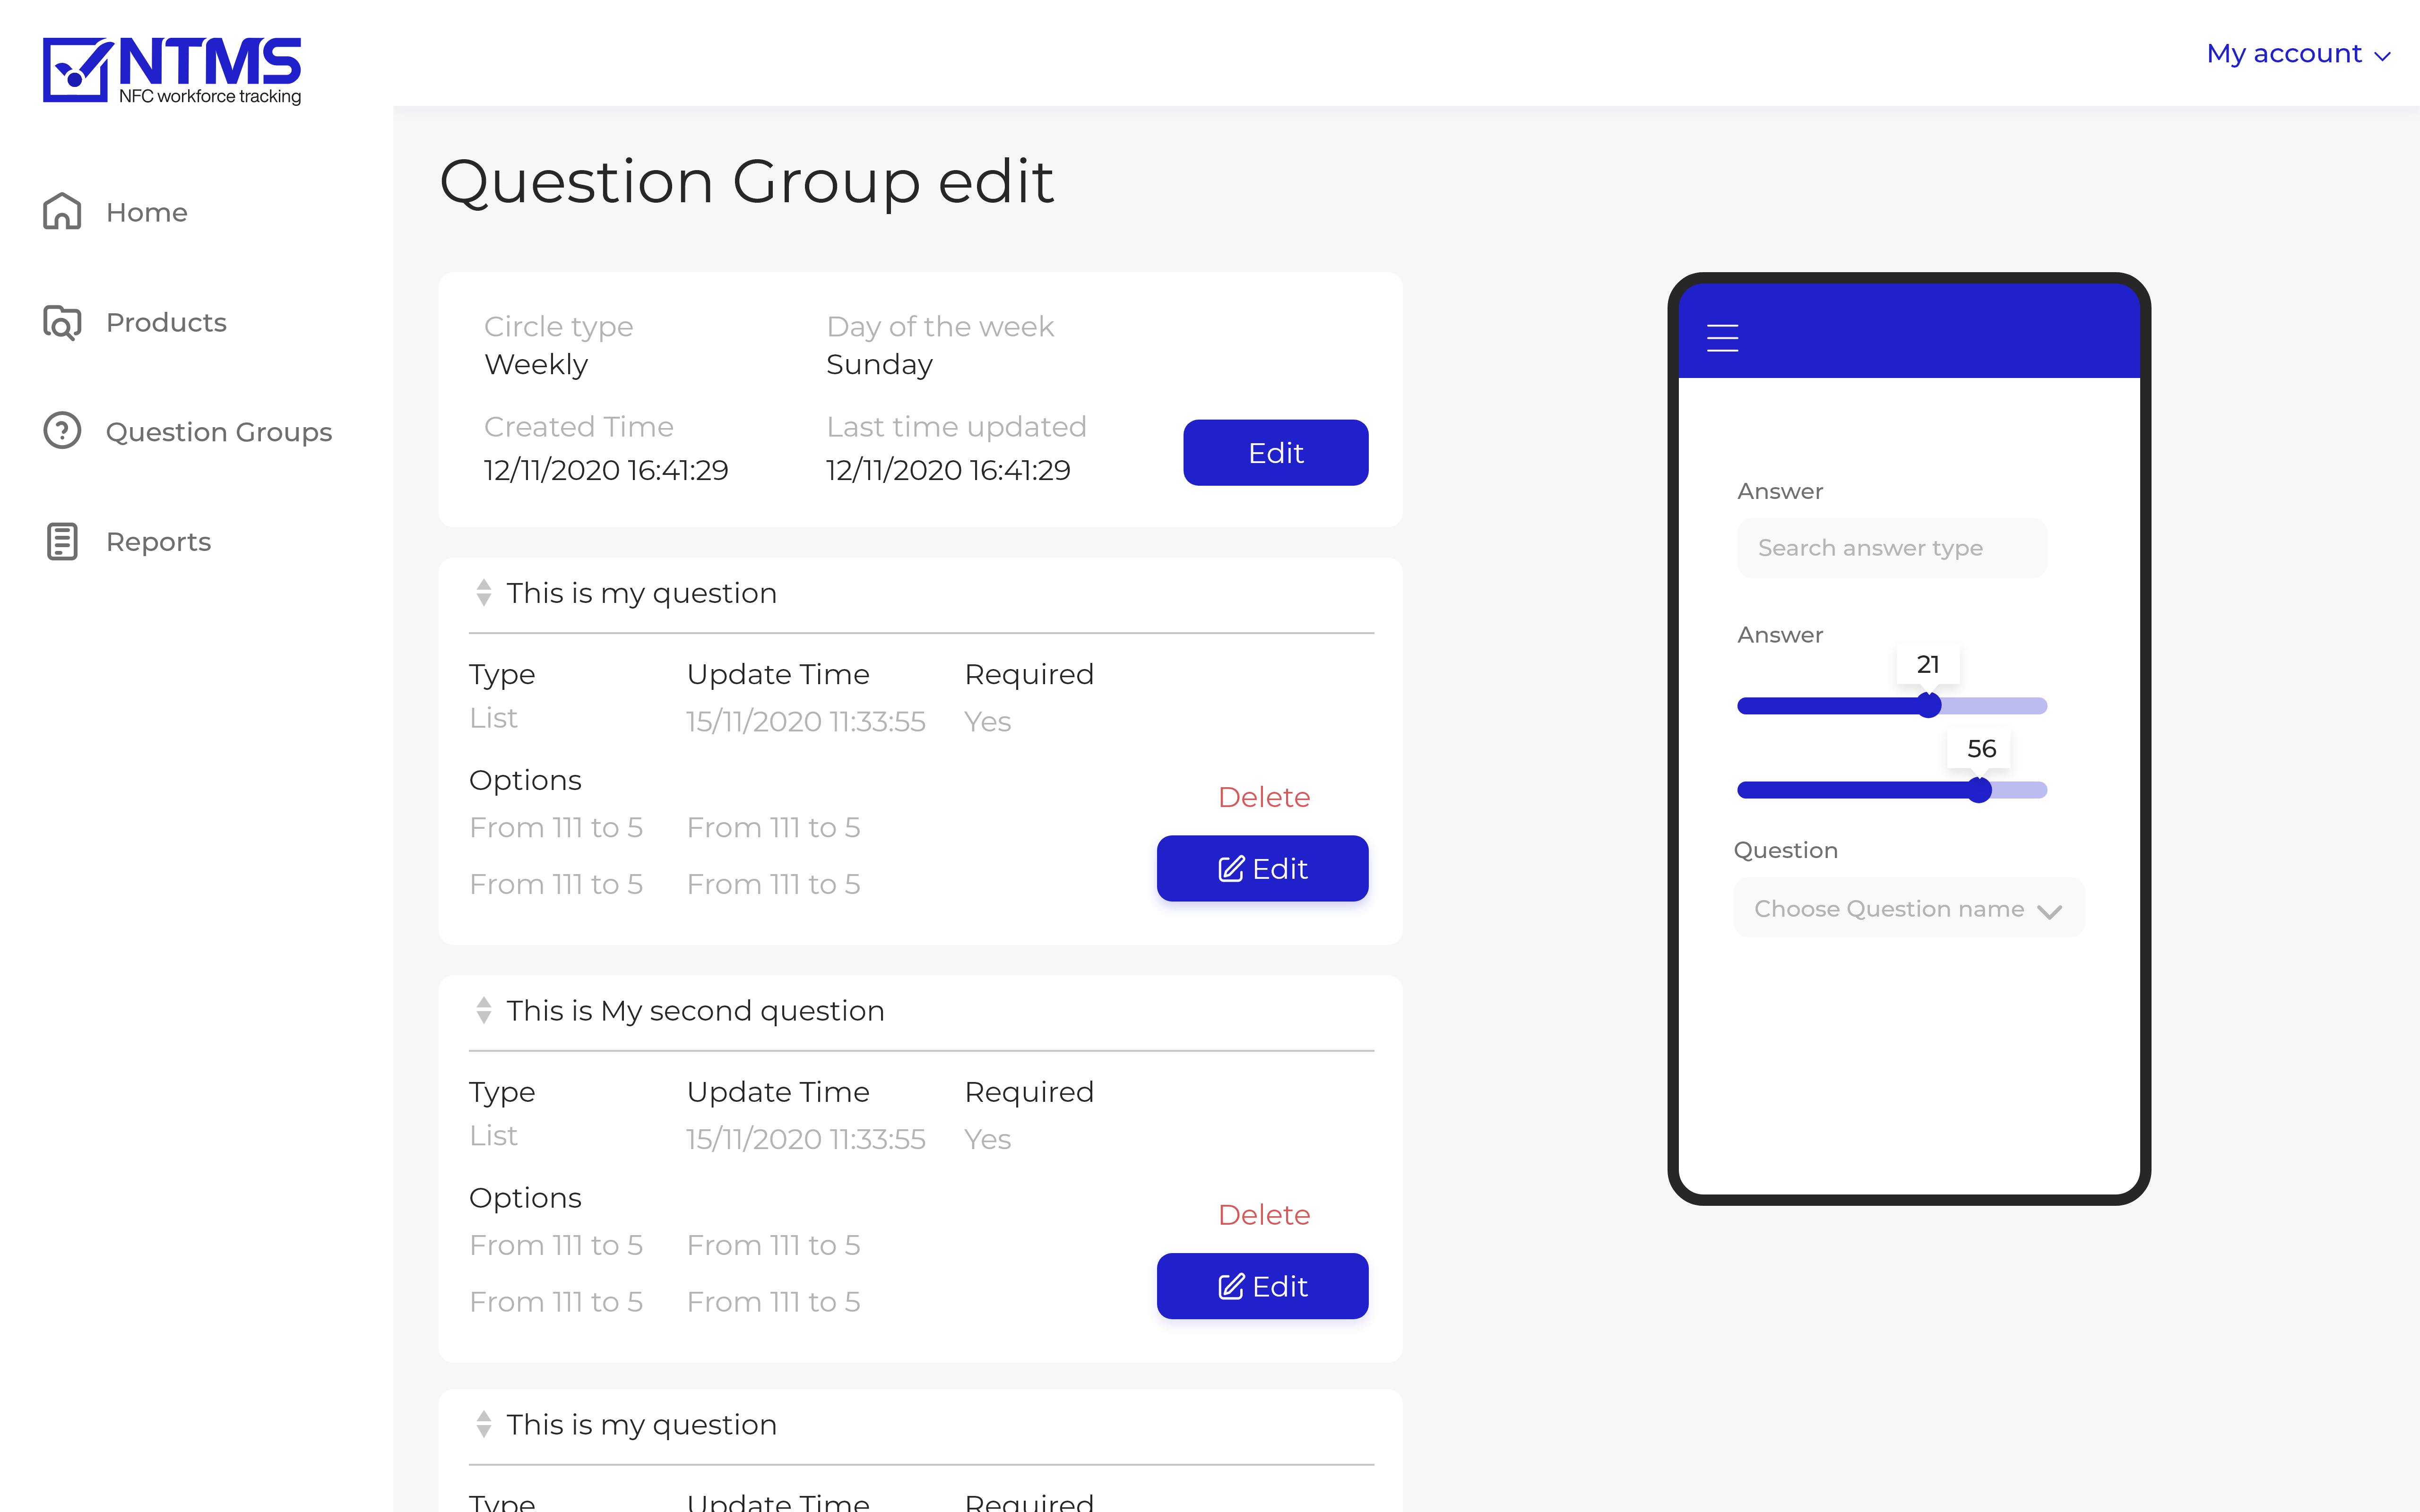 NTMS
NFC workforce tracking
My account
Home
Products
Question Groups
Reports
Question Group edit
Circle type
Day of the week
Weekly
Sunday
Created Time
Last time updated
12/11/2020 16:41:29
12/11/2020 16:41:29
Edit
This is my question
Type
Update Time
Required
List
15/11/2020 11:33:55
Yes
Options
From 111 to 5
From 111 to 5
From 111 to 5
From 111 to 5
Delete
Edit
This is My second question
Type
Update Time
Required
List
15/11/2020 11:33:55
Yes
Options
From 111 to 5
From 111 to 5
From 111 to 5
From 111 to 5
Delete
Edit
This is my question
Type
Update Time
Required
Answer
Search answer type
Answer
21
56
Question
Choose Question name